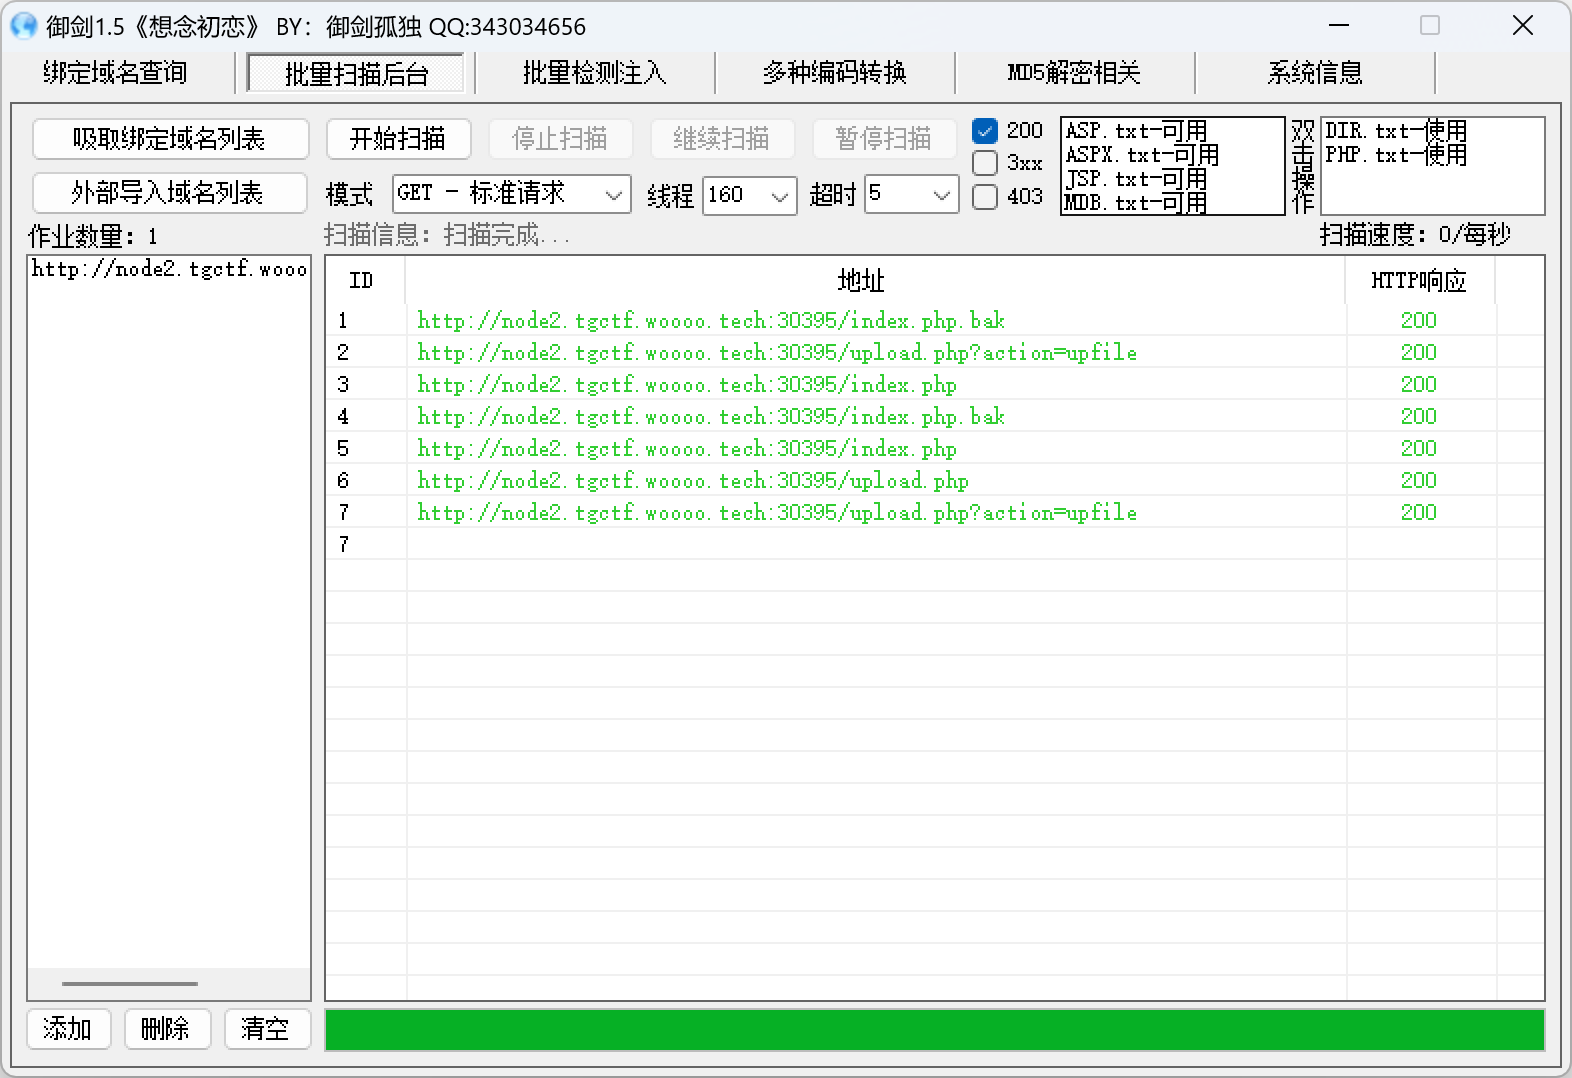 御剑1.5《想念初恋》 BY：御剑孤独 QQ:343034656
绑定域名查询 批量扫描后台 批量检测注入 多种编码转换 MD5解密相关 系统信息
吸取绑定域名列表 开始扫描 停止扫描 继续扫描 暂停扫描
外部导入域名列表 模式 GET - 标准请求 线程 160 超时 5
200
3xx
403
ASP.txt—可用
ASPX.txt—可用
JSP.txt—可用
MDB.txt—可用
双击操作
DIR.txt—使用
PHP.txt—使用
作业数量：1 扫描信息：扫描完成... 扫描速度：0/每秒
http://node2.tgctf.wooo
ID 地址 HTTP响应
1 http://node2.tgctf.woooo.tech:30395/index.php.bak 200
2 http://node2.tgctf.woooo.tech:30395/upload.php?action=upfile 200
3 http://node2.tgctf.woooo.tech:30395/index.php 200
4 http://node2.tgctf.woooo.tech:30395/index.php.bak 200
5 http://node2.tgctf.woooo.tech:30395/index.php 200
6 http://node2.tgctf.woooo.tech:30395/upload.php 200
7 http://node2.tgctf.woooo.tech:30395/upload.php?action=upfile 200
7
添加 删除 清空